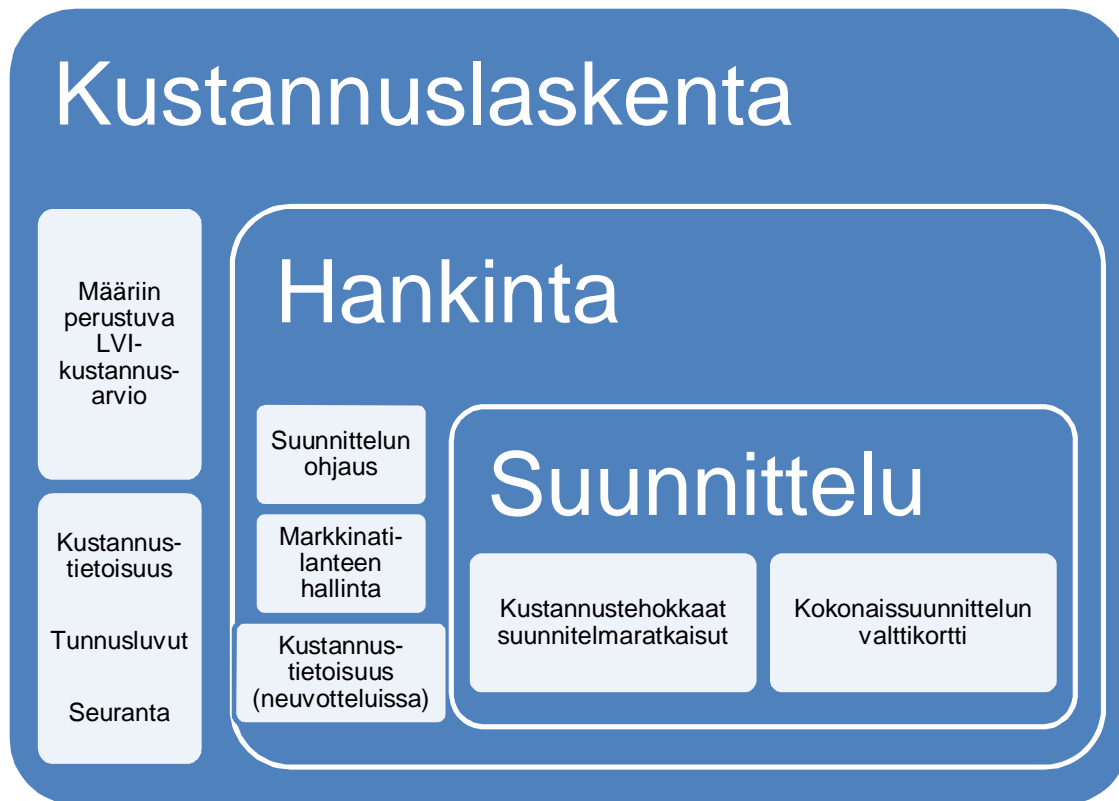 Kustannuslaskenta
Määriin
perustuva
LVI-
kustannus-
arvio
Kustannus-
tietoisuus
Tunnusluvut
Seuranta
Hankinta
Suunnittelun
ohjaus
Markkinati-
lanteen
hallinta
Kustannus-
tietoisuus
(neuvotteluissa)
Suunnittelu
Kustannustehokkaat
suunnitelmaratkaisut
Kokonaissuunnittelun
valttikortti